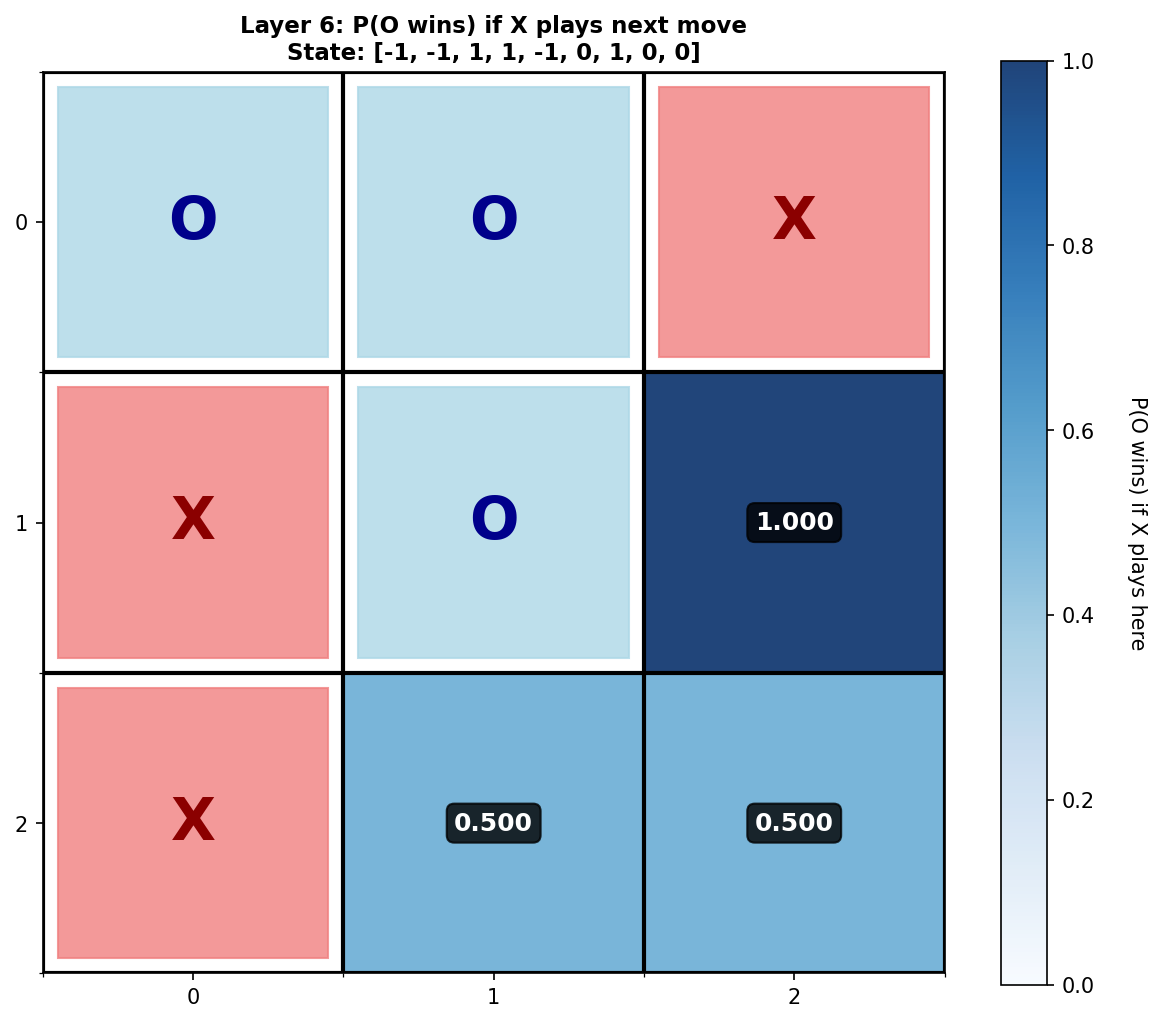 Layer 6: P(O wins) if X plays next move
State: [-1, -1, 1, 1, -1, 0, 1, 0, 0]
0
O
O
X
1
X
O
1.000
2
X
0.500
0.500
0
1
2
1.0
0.8
0.6
0.4
0.2
0.0
P(O wins) if X plays here